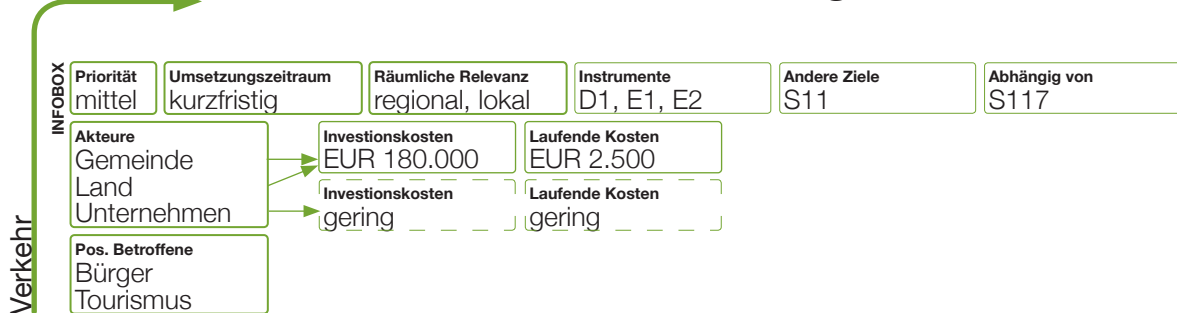 INFOBOX
Priorität
mittel
Umsetzungszeitraum
kurzfristig
Räumliche Relevanz
regional, lokal
Instrumente
D1, E1, E2
Andere Ziele
S11
Abhängig von
S117
Akteure
Gemeinde
Land
Unternehmen
Investionskosten
EUR 180.000
Laufende Kosten
EUR 2.500
Investionskosten
gering
Laufende Kosten
gering
Pos. Betroffene
Bürger
Tourismus
Verkehr